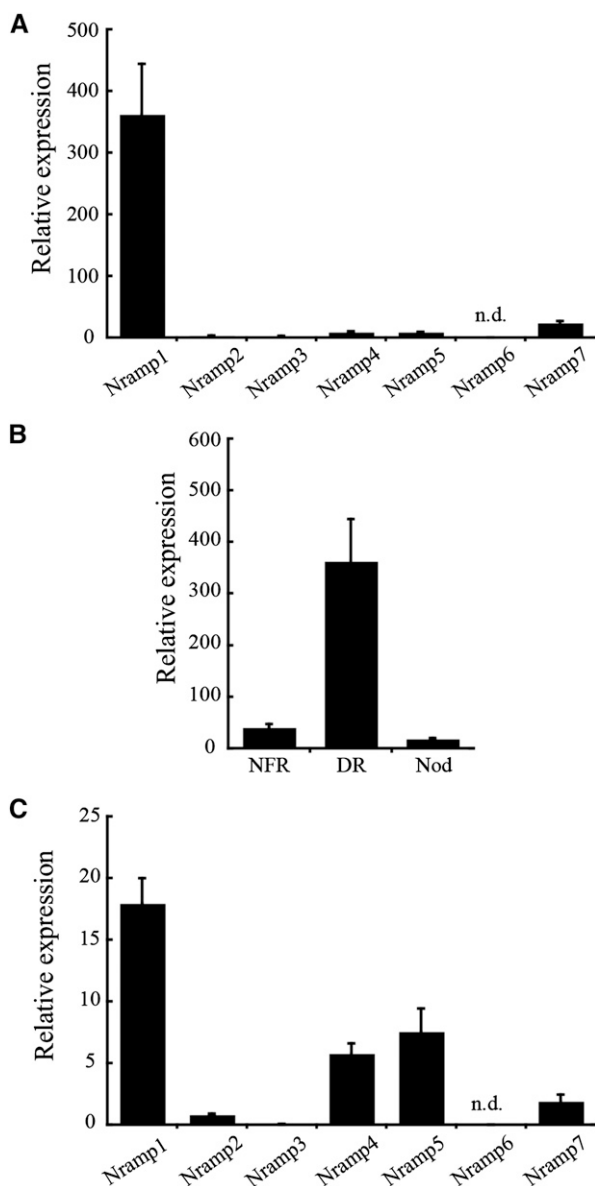 A
Relative expression
500
400
300
200
100
0
n.d.
Nramp1 Nramp2 Nramp3 Nramp4 Nramp5 Nramp6 Nramp7
B
Relative expression
600
500
400
300
200
100
0
NFR DR Nod
C
Relative expression
25
20
15
10
5
0
n.d.
Nramp1 Nramp2 Nramp3 Nramp4 Nramp5 Nramp6 Nramp7